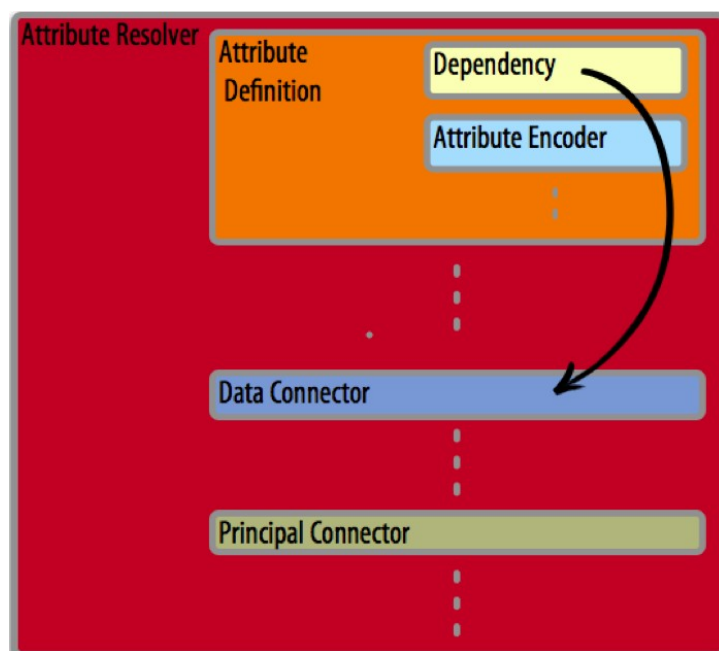 Attribute Resolver
Attribute
Definition
Dependency
Attribute Encoder
Data Connector
Principal Connector